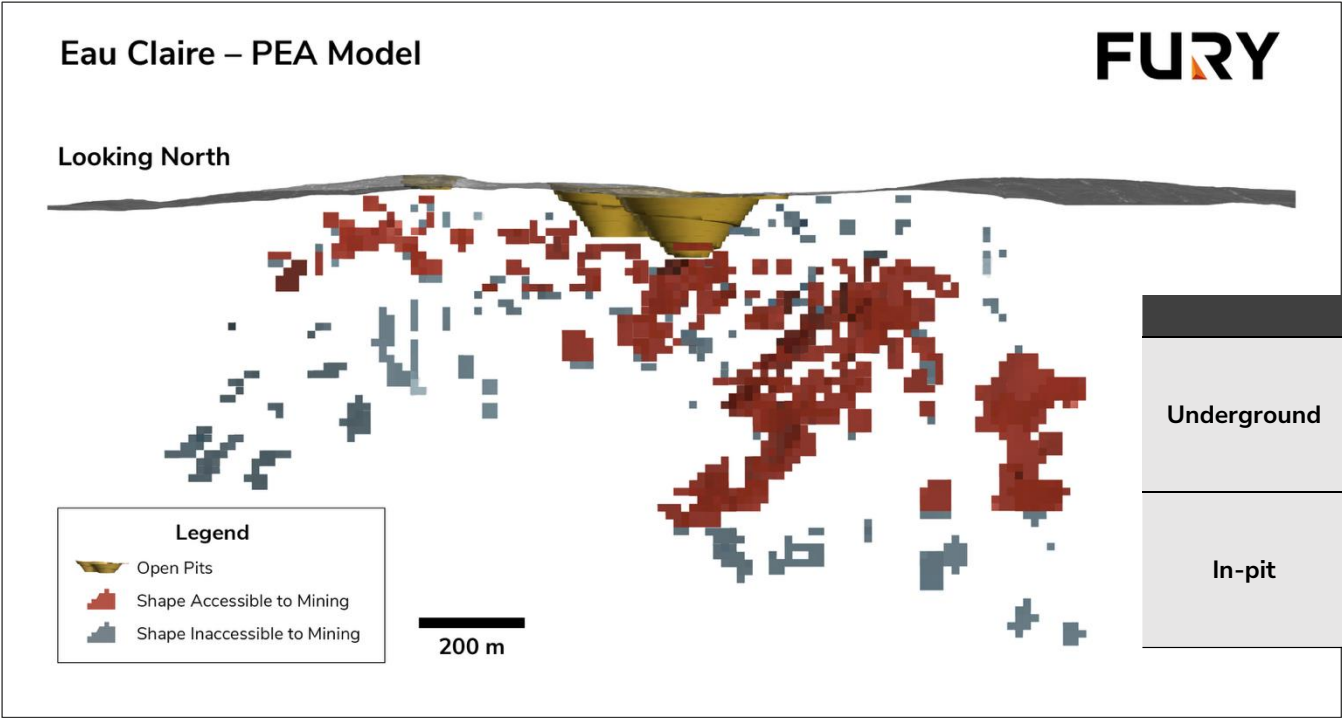 Eau Claire – PEA Model
FURY
Looking North
Underground
In-pit
Legend
Open Pits
Shape Accessible to Mining
Shape Inaccessible to Mining
200 m